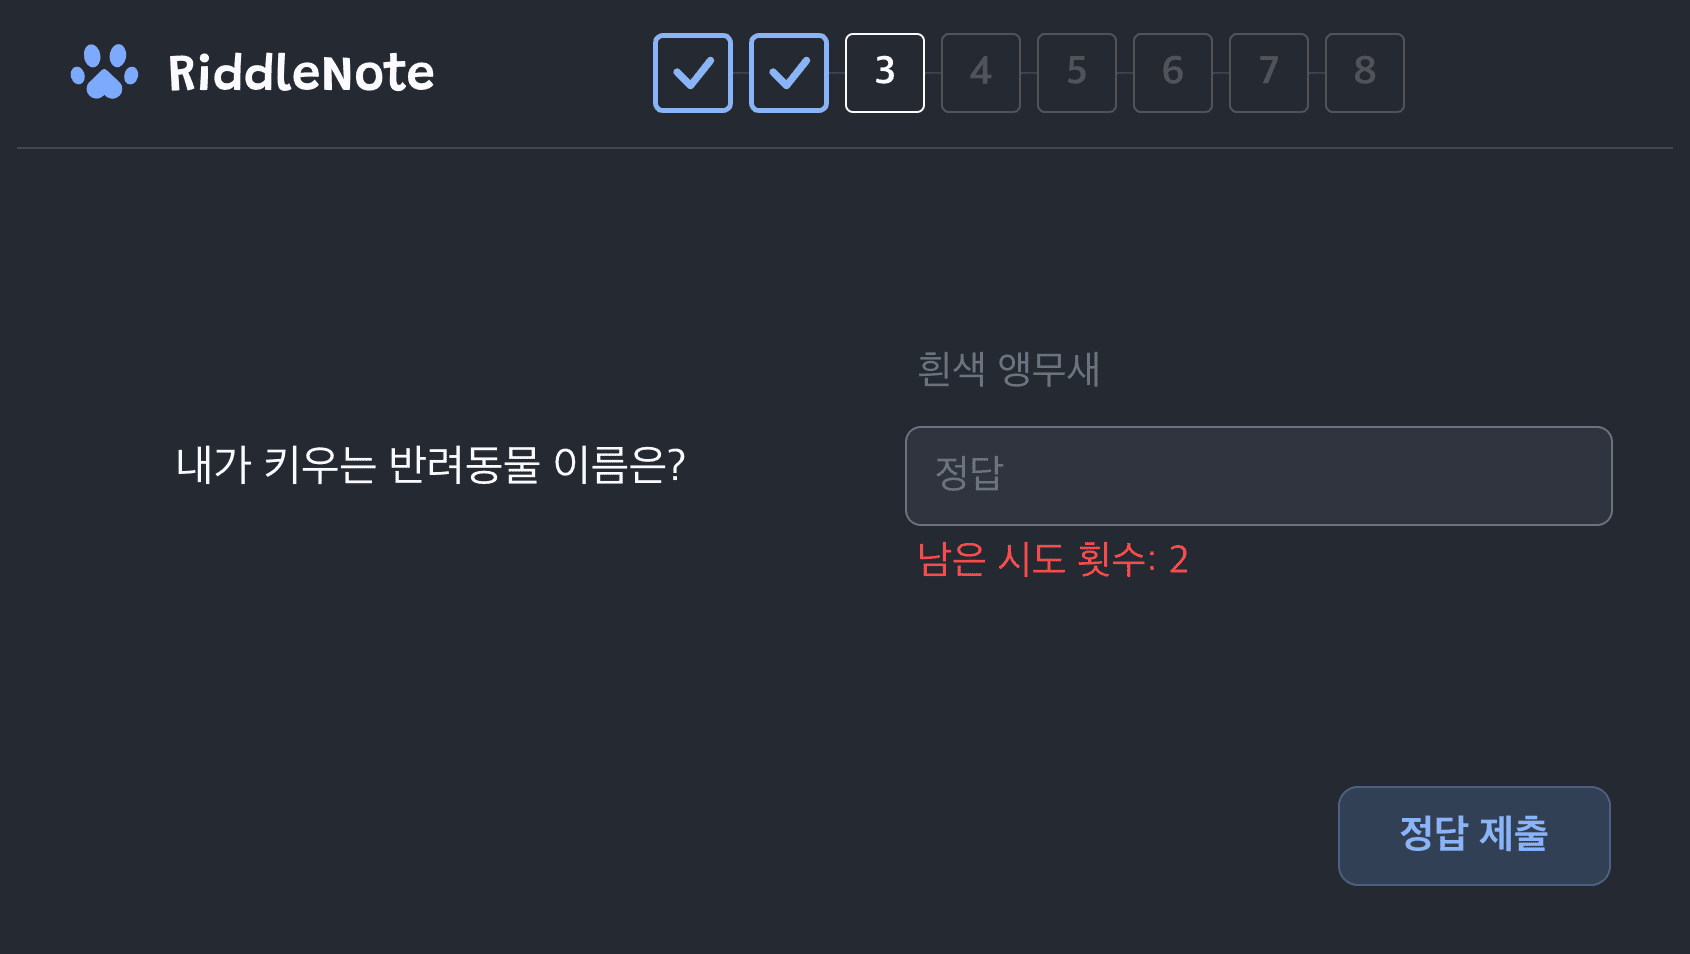 RiddleNote
3 4 5 6 7 8
흰색 앵무새
내가 키우는 반려동물 이름은?
정답
남은 시도 횟수: 2
정답 제출